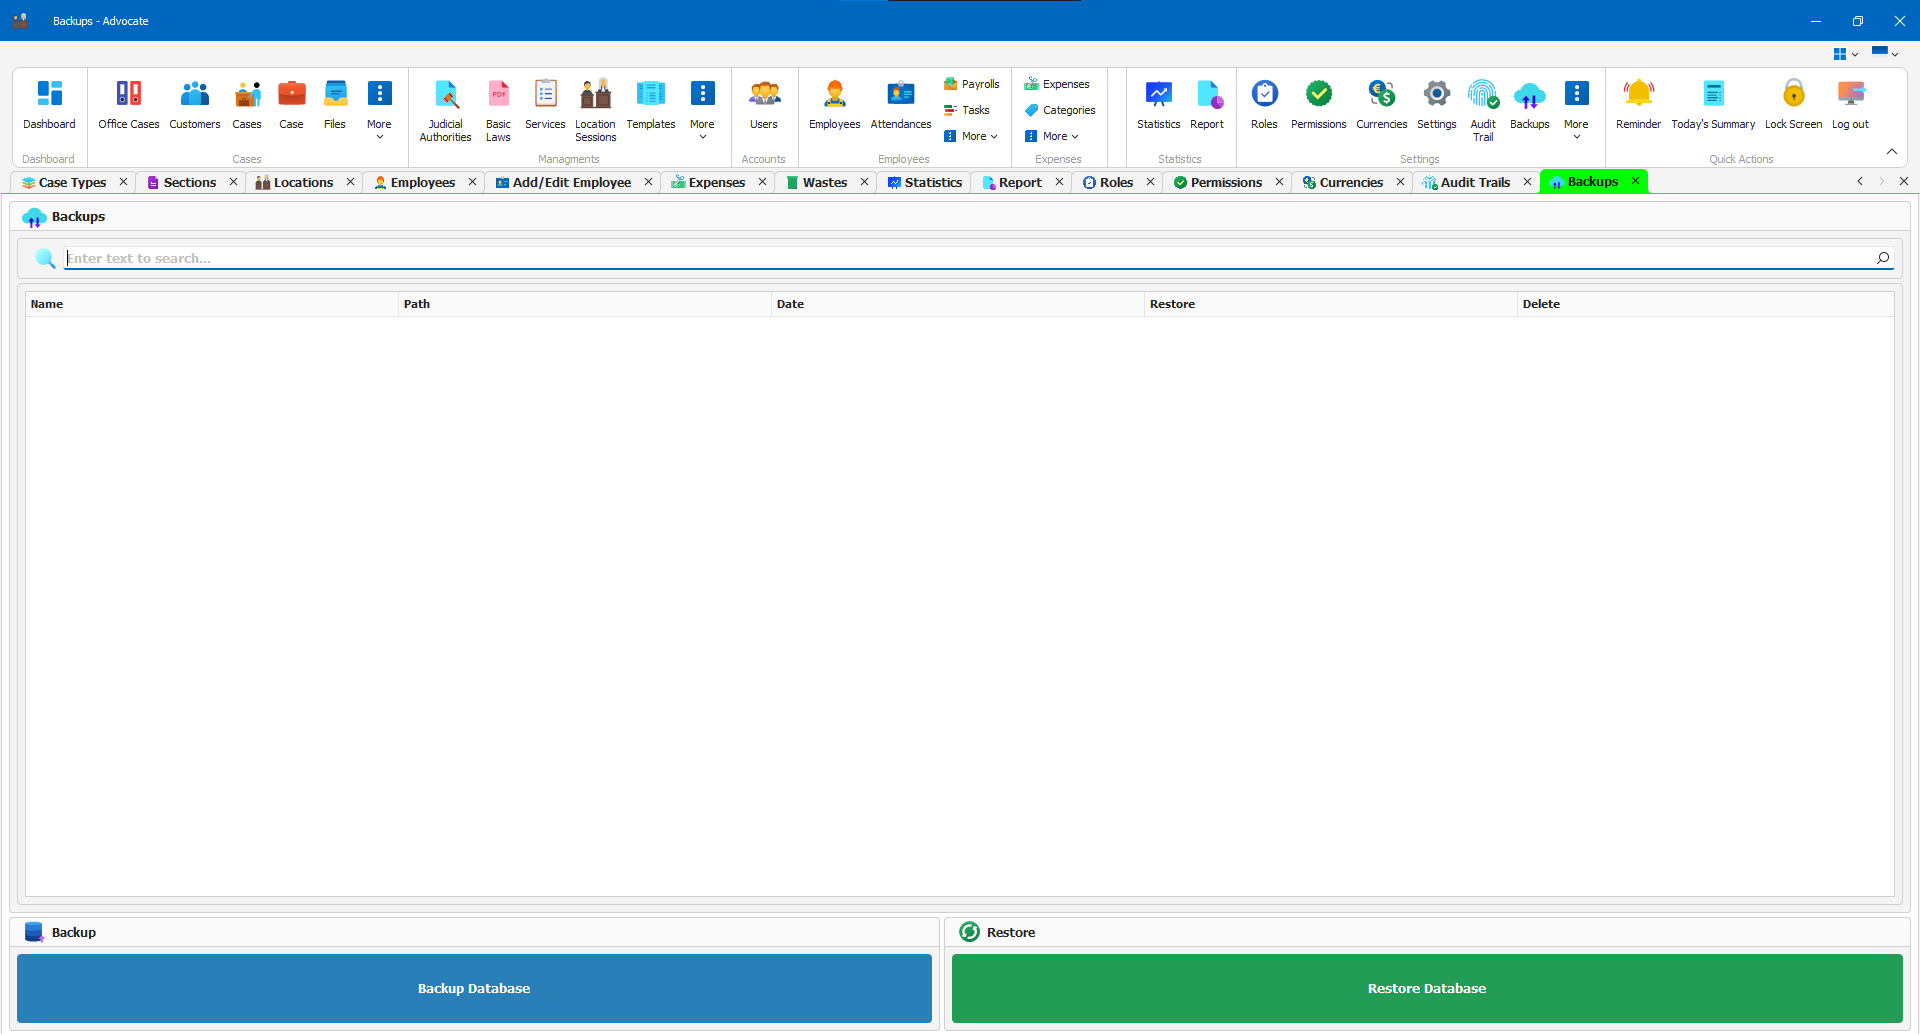 Backups - Advocate
Dashboard
Office Cases
Customers
Cases
Case
Files
More
Judicial Authorities
PDF
Basic Laws
Services
Location Sessions
Templates
More
Users
Employees
Attendances
Payrolls
Tasks
More
Expenses
Categories
More
Statistics
Report
Roles
Permissions
Currencies
Settings
Audit Trail
Backups
More
Reminder
Today's Summary
Lock Screen
Log out
Dashboard
Cases
Managments
Accounts
Employees
Expenses
Statistics
Settings
Quick Actions
Case Types
Sections
Locations
Employees
Add/Edit Employee
Expenses
Wastes
Statistics
Report
Roles
Permissions
Currencies
Audit Trails
Backups
Backups
Enter text to search...
Name
Path
Date
Restore
Delete
Backup
Restore
Backup Database
Restore Database